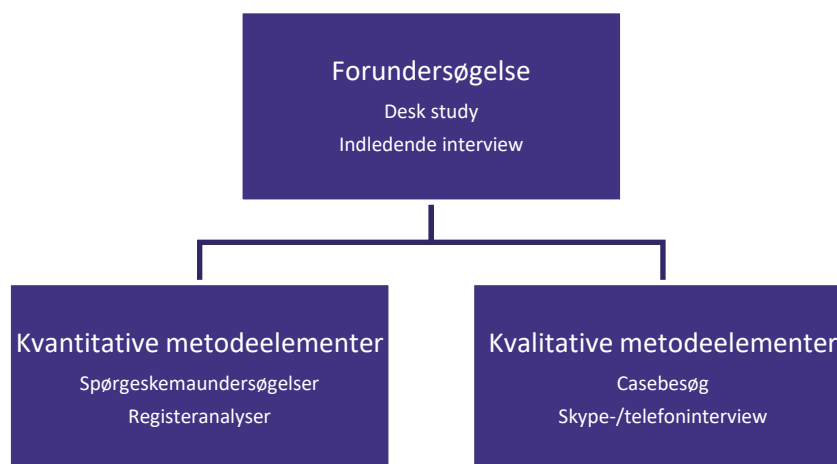 Forundersøgelse
Desk study
Indledende interview
Kvantitative metodeelementer
Spørgeskemaundersøgelser
Registeranalyser
Kvalitative metodeelementer
Casebesøg
Skype-/telefoninterview